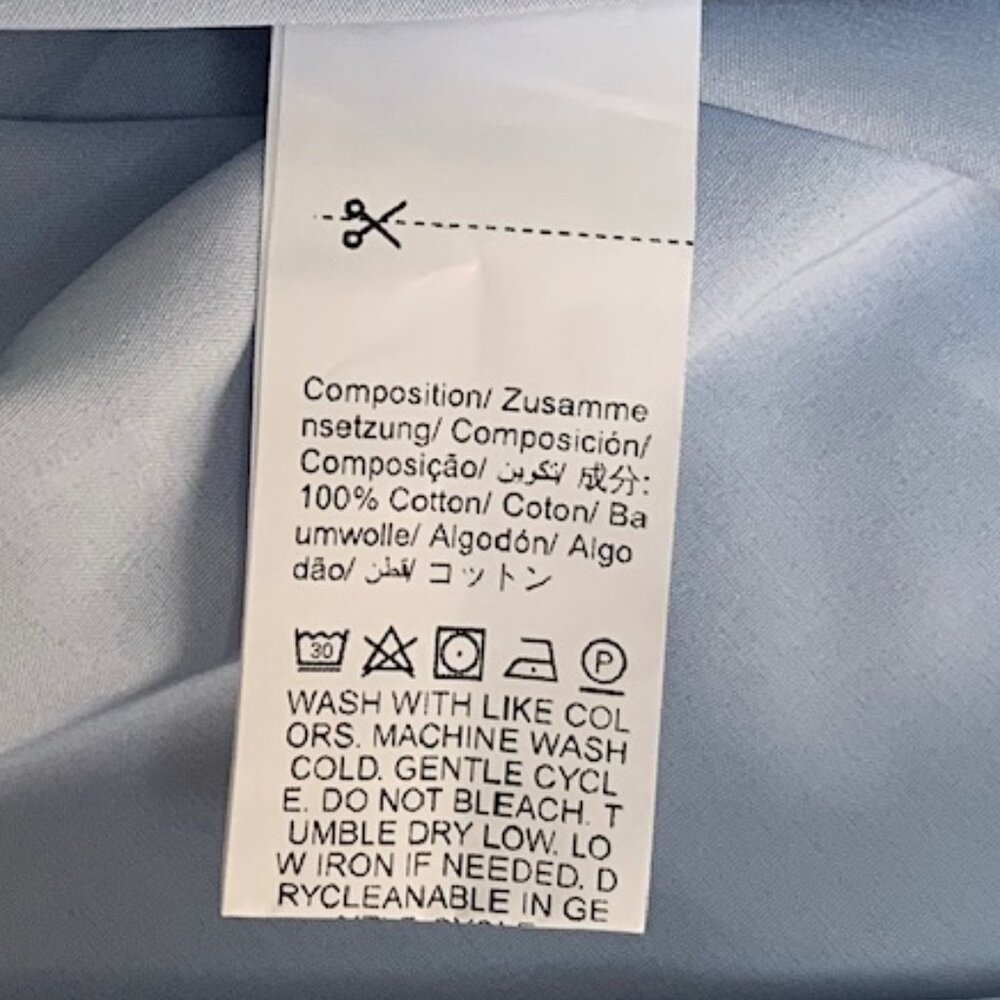 Composition/ Zusamme
nsetzung/ Composición/
Composição/ تكوين/ 成分:
100% Cotton/ Coton/ Ba
umwolle/ Algodón/ Algo
dão/ قطن/ コットン
30 P
WASH WITH LIKE COL
ORS. MACHINE WASH
COLD. GENTLE CYCL
E. DO NOT BLEACH. T
UMBLE DRY LOW. LO
W IRON IF NEEDED. D
RYCLEANABLE IN GE